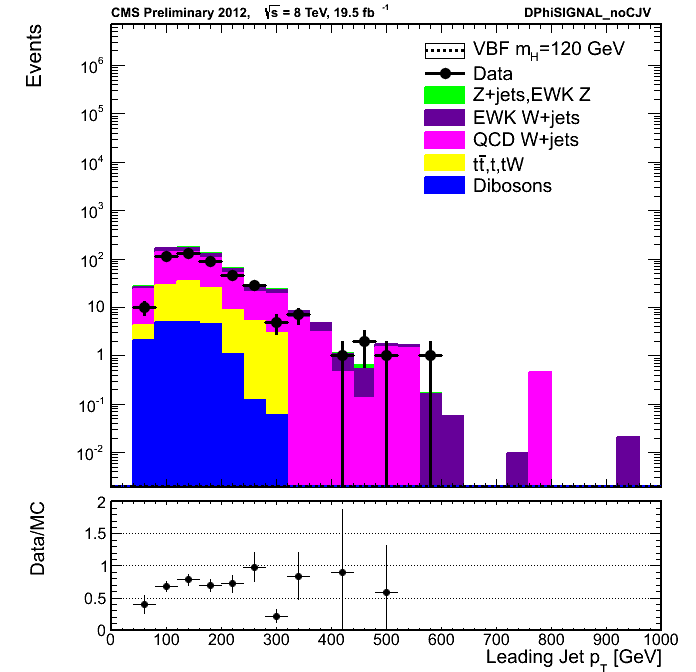 CMS Preliminary 2012, √s = 8 TeV, 19.5 fb⁻¹ DPhiSIGNAL_noCJV
Events
VBF m_H=120 GeV
Data
Z+jets,EWK Z
EWK W+jets
QCD W+jets
tt̄,t,tW
Dibosons
10⁶
10⁵
10⁴
10³
10²
10
1
10⁻¹
10⁻²
Data/MC
2
1.5
1
0.5
0
0 100 200 300 400 500 600 700 800 900 1000
Leading Jet p_T [GeV]